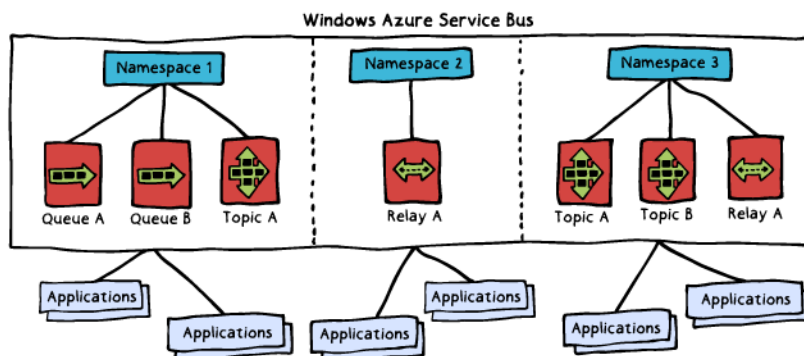 Windows Azure Service Bus
Namespace 1
Namespace 2
Namespace 3
Queue A
Queue B
Topic A
Relay A
Topic A
Topic B
Relay A
Applications
Applications
Applications
Applications
Applications
Applications